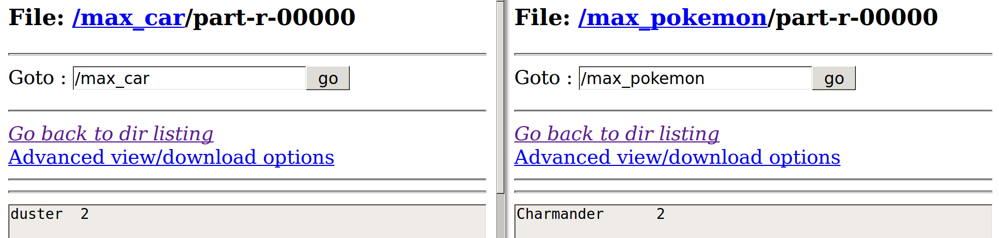 File: /max_car/part-r-00000
Goto : /max_car go
Go back to dir listing
Advanced view/download options
duster 2
File: /max_pokemon/part-r-00000
Goto : /max_pokemon go
Go back to dir listing
Advanced view/download options
Charmander 2